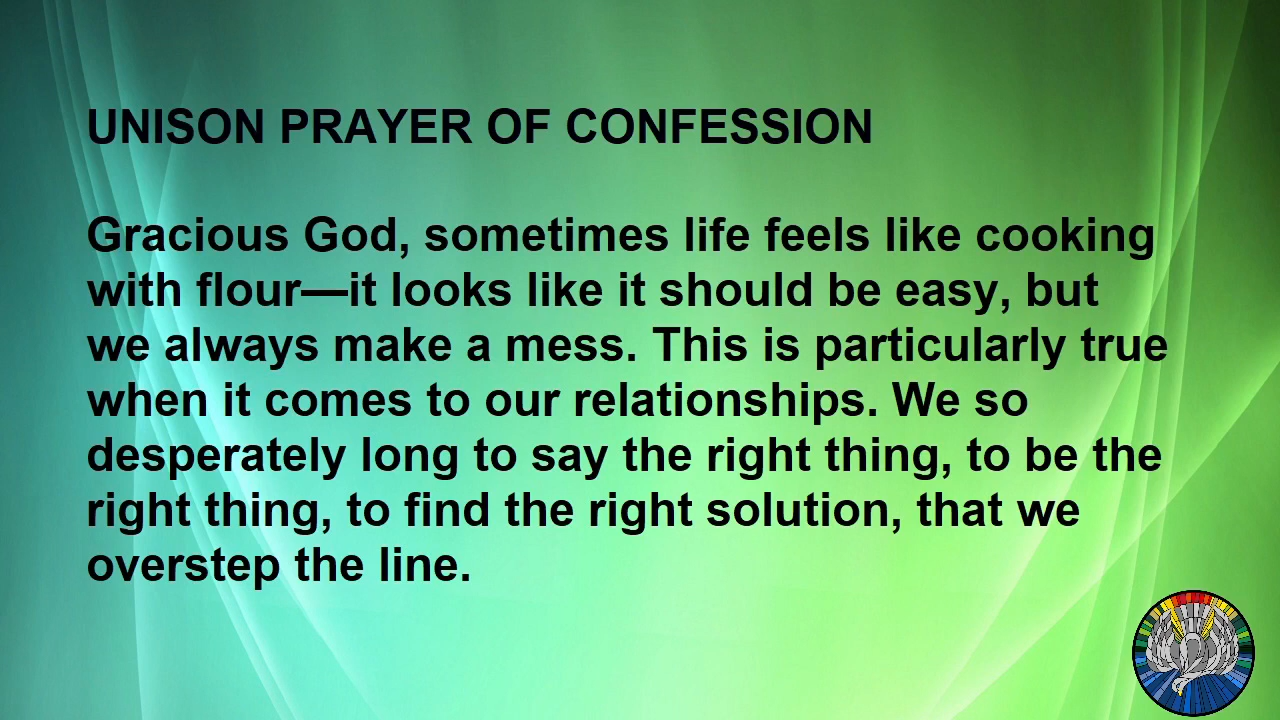 UNISON PRAYER OF CONFESSION
Gracious God, sometimes life feels like cooking
with flour—it looks like it should be easy, but
we always make a mess. This is particularly true
when it comes to our relationships. We so
desperately long to say the right thing, to be the
right thing, to find the right solution, that we
overstep the line.